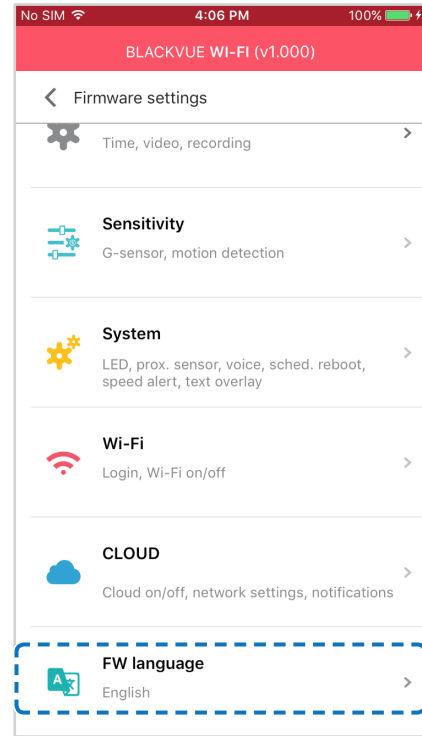 No SIM 4:06 PM 100%
BLACKVUE WI-FI (v1.000)
Firmware settings
Time, video, recording
Sensitivity
G-sensor, motion detection
System
LED, prox. sensor, voice, sched. reboot,
speed alert, text overlay
Wi-Fi
Login, Wi-Fi on/off
CLOUD
Cloud on/off, network settings, notifications
FW language
A 文
English